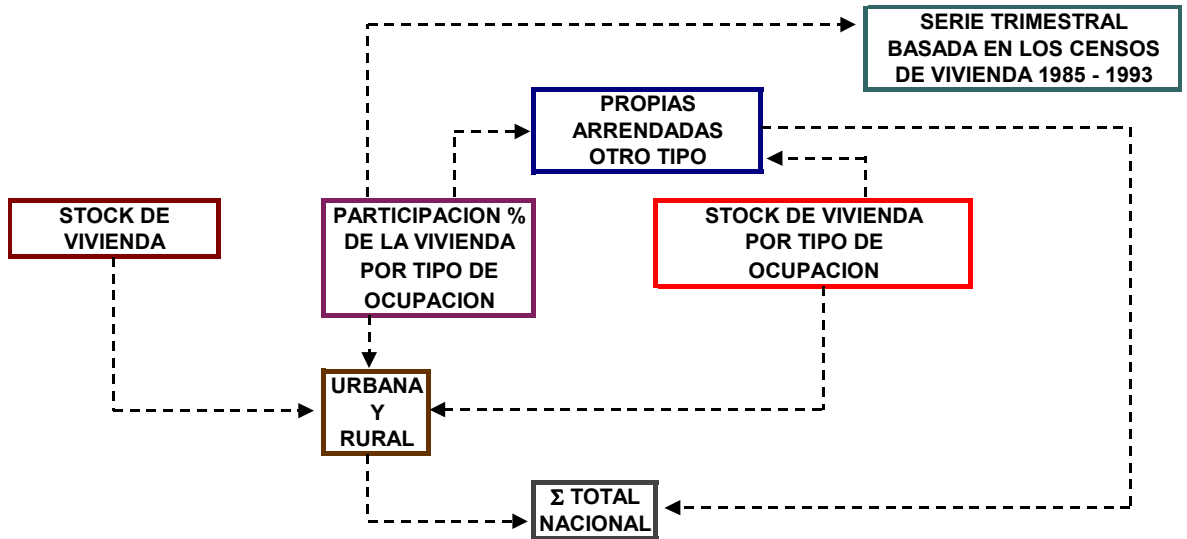 SERIE TRIMESTRAL
BASADA EN LOS CENSOS
DE VIVIENDA 1985 - 1993
PROPIAS
ARRENDADAS
OTRO TIPO
STOCK DE
VIVIENDA
PARTICIPACION %
DE LA VIVIENDA
POR TIPO DE
OCUPACION
STOCK DE VIVIENDA
POR TIPO DE
OCUPACION
URBANA
Y
RURAL
Σ TOTAL
NACIONAL